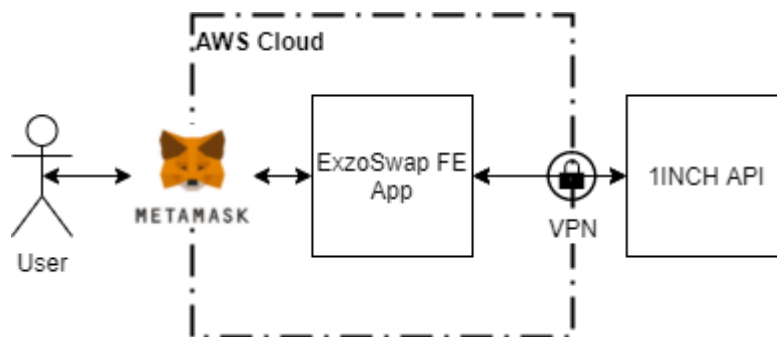 AWS Cloud
User
METAMASK
ExzoSwap FE
App
VPN
1INCH API